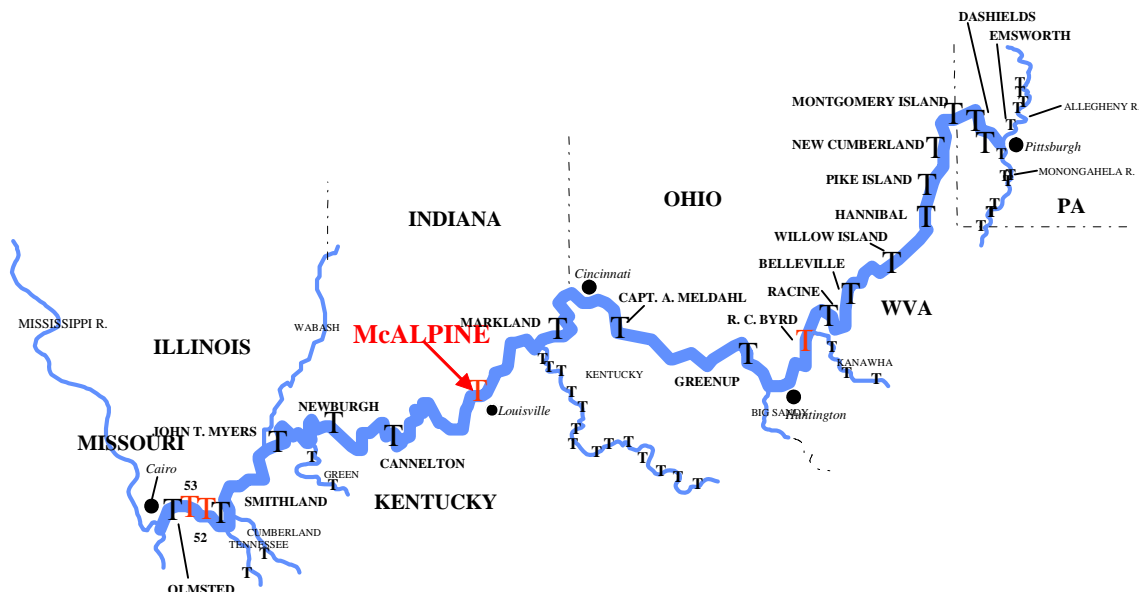 DASHIELDS
EMSWORTH
MONTGOMERY ISLAND
ALLEGHENY R.
NEW CUMBERLAND
Pittsburgh
MONONGAHELA R.
PIKE ISLAND
OHIO
PA
HANNIBAL
INDIANA
WILLOW ISLAND
BELLEVILLE
Cincinnati
RACINE
CAPT. A. MELDAHL
WVA
R. C. BYRD
MARKLAND
MISSISSIPPI R.
WABASH
McALPINE
ILLINOIS
KANAWHA
KENTUCKY
GREENUP
NEWBURGH
Louisville
BIG SANDY
Huntington
JOHN T. MYERS
MISSOURI
CANNELTON
Cairo
GREEN
53
SMITHLAND
KENTUCKY
52
CUMBERLAND
TENNESSEE
OLMSTED
T T T T T T T T T T T T T T T T T T T T T
T T T T T T T T T T T T T T T T T T T T T T T T T T T T T T T T T T